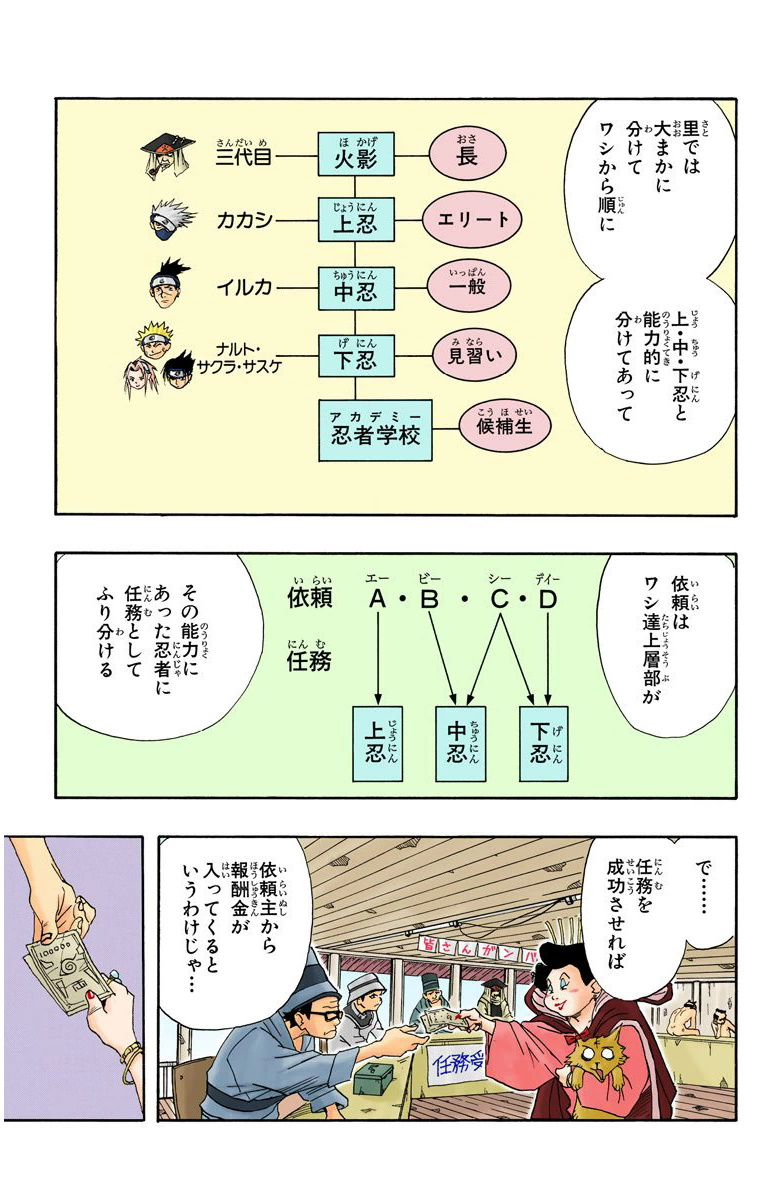 里では
大まかに
分けて
ワシから順に
上・中・下忍と
能力的に
分けてあって
三代目
火影
長
カカシ
上忍
エリート
イルカ
中忍
一般
ナルト・
サクラ・サスケ
下忍
見習い
忍者学校
候補生
依頼は
ワシ達上層部が
依頼
A・B・C・D
任務
上忍
中忍
下忍
その能力に
あった忍者に
任務として
ふり分ける
で……
任務を
成功させれば
依頼主から
報酬金が
入ってくると
いうわけじゃ…
皆さんガンバ
任務受
10000